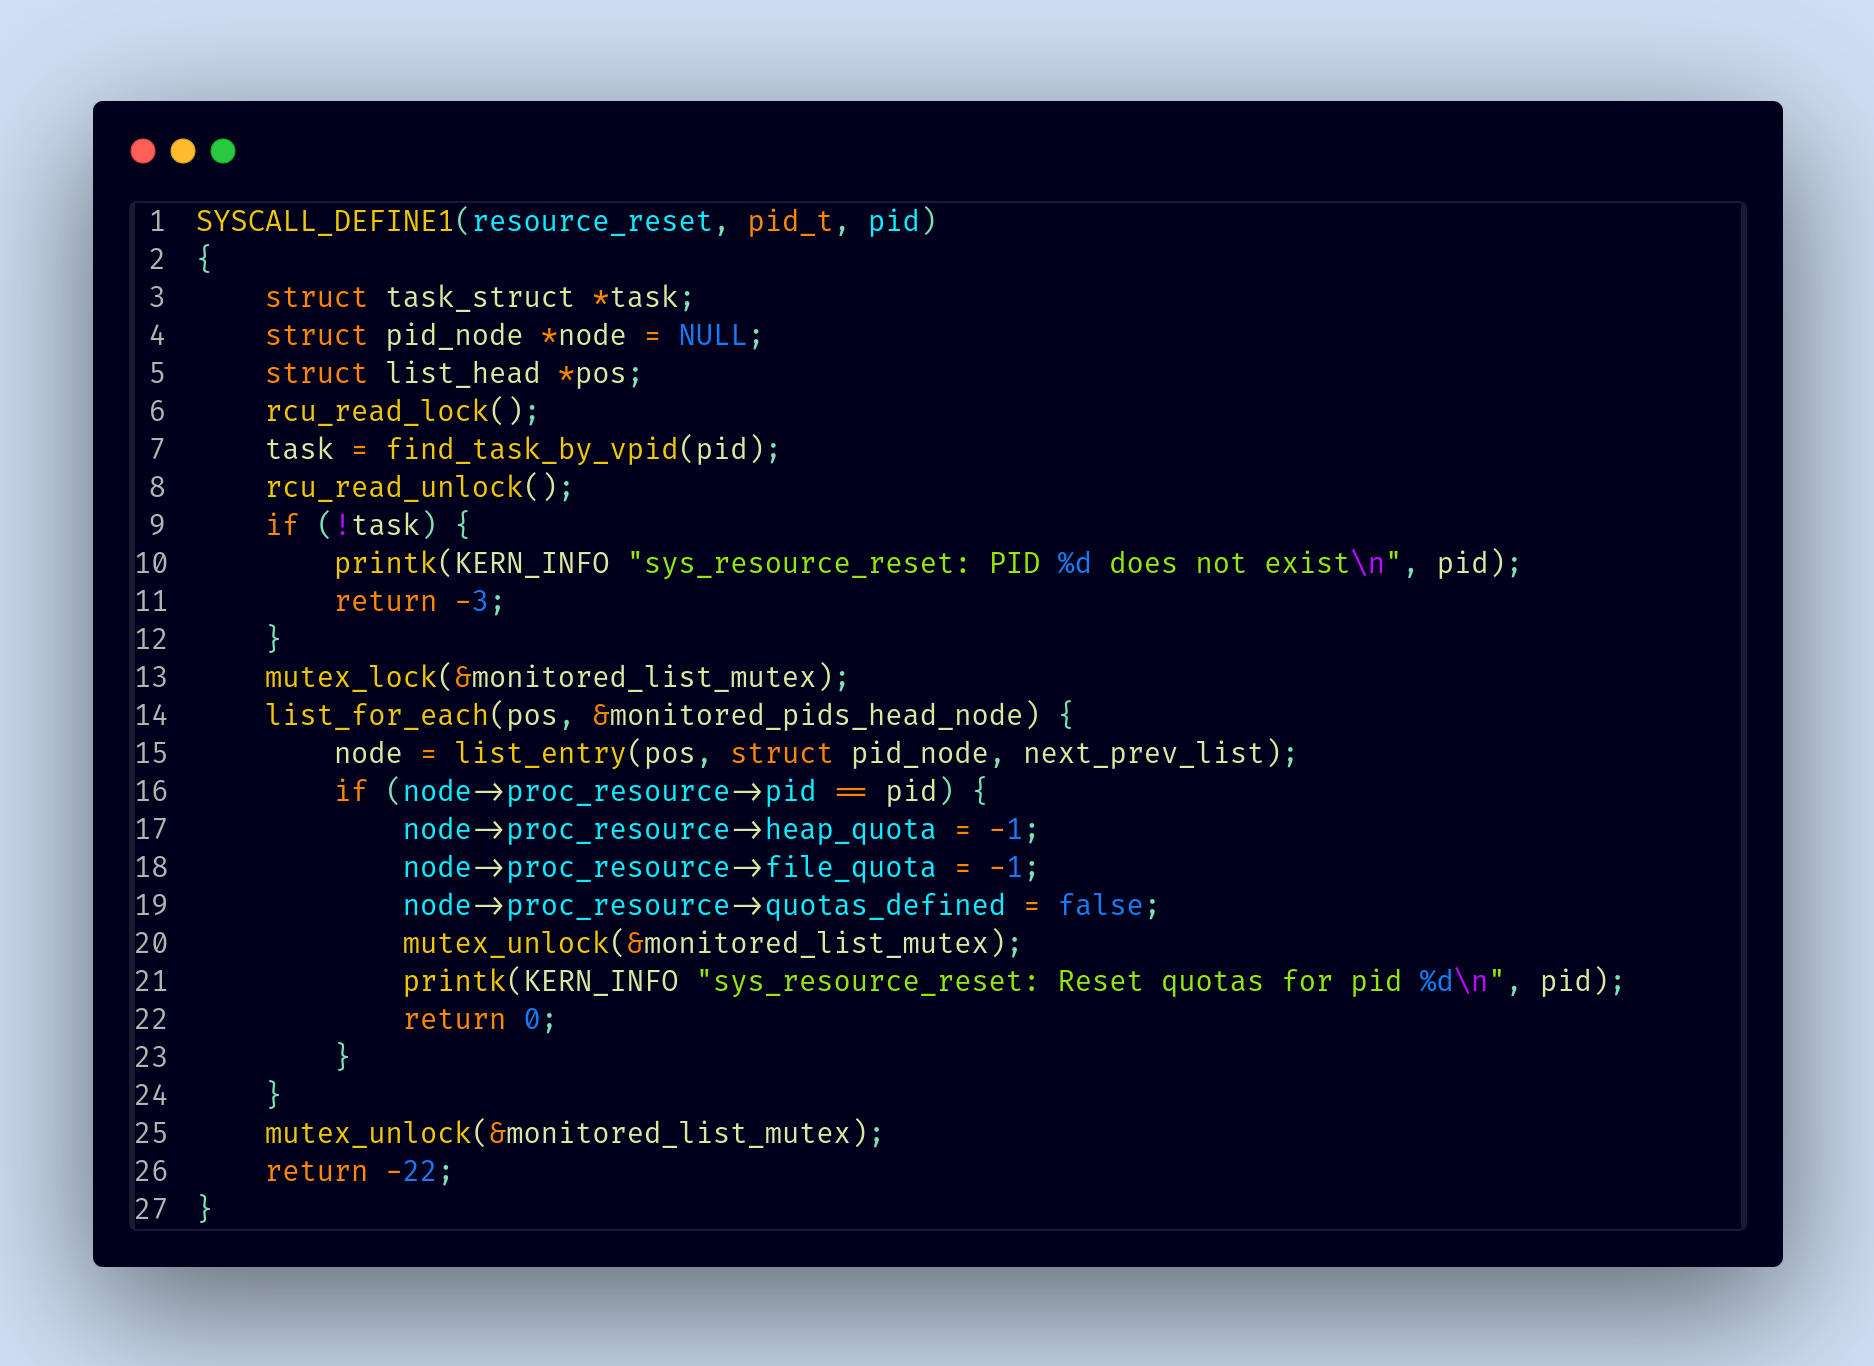 1 SYSCALL_DEFINE1(resource_reset, pid_t, pid)
2 {
3     struct task_struct *task;
4     struct pid_node *node = NULL;
5     struct list_head *pos;
6     rcu_read_lock();
7     task = find_task_by_vpid(pid);
8     rcu_read_unlock();
9     if (!task) {
10         printk(KERN_INFO "sys_resource_reset: PID %d does not exist\n", pid);
11         return -3;
12     }
13     mutex_lock(&monitored_list_mutex);
14     list_for_each(pos, &monitored_pids_head_node) {
15         node = list_entry(pos, struct pid_node, next_prev_list);
16         if (node->proc_resource->pid == pid) {
17             node->proc_resource->heap_quota = -1;
18             node->proc_resource->file_quota = -1;
19             node->proc_resource->quotas_defined = false;
20             mutex_unlock(&monitored_list_mutex);
21             printk(KERN_INFO "sys_resource_reset: Reset quotas for pid %d\n", pid);
22             return 0;
23         }
24     }
25     mutex_unlock(&monitored_list_mutex);
26     return -22;
27 }